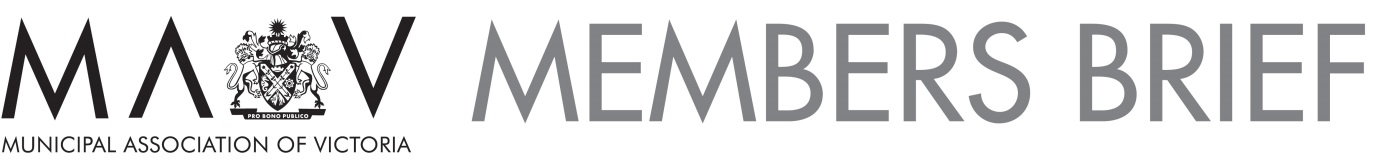 MAV MEMBERS BRIEF
PRO BONO PUBLICO
MUNICIPAL ASSOCIATION OF VICTORIA